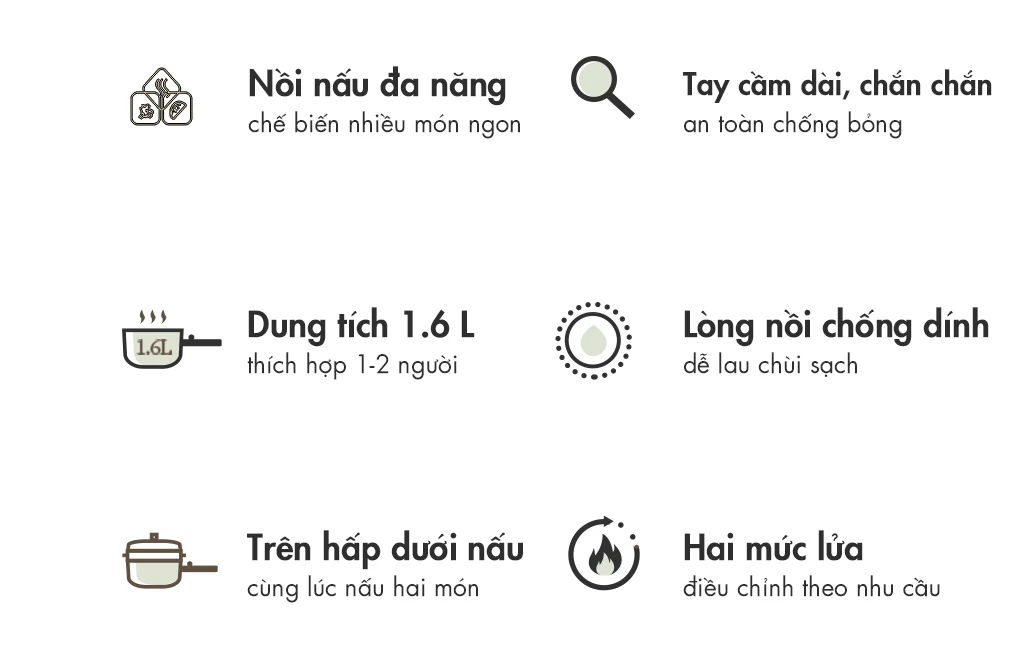 Nồi nấu đa năng
chế biến nhiều món ngon
Tay cầm dài, chắn chắn
an toàn chống bỏng
1.6L
Dung tích 1.6 L
thích hợp 1-2 người
Lòng nồi chống dính
dễ lau chùi sạch
Trên hấp dưới nấu
cùng lúc nấu hai món
Hai mức lửa
điều chỉnh theo nhu cầu